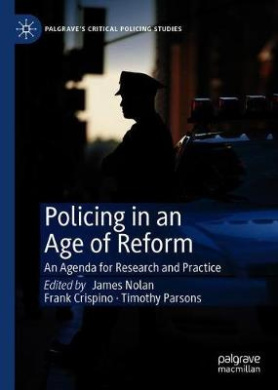 PALGRAVE'S CRITICAL POLICING STUDIES
Policing in an
Age of Reform
An Agenda for Research and Practice
Edited by James Nolan
Frank Crispino · Timothy Parsons
palgrave
macmillan